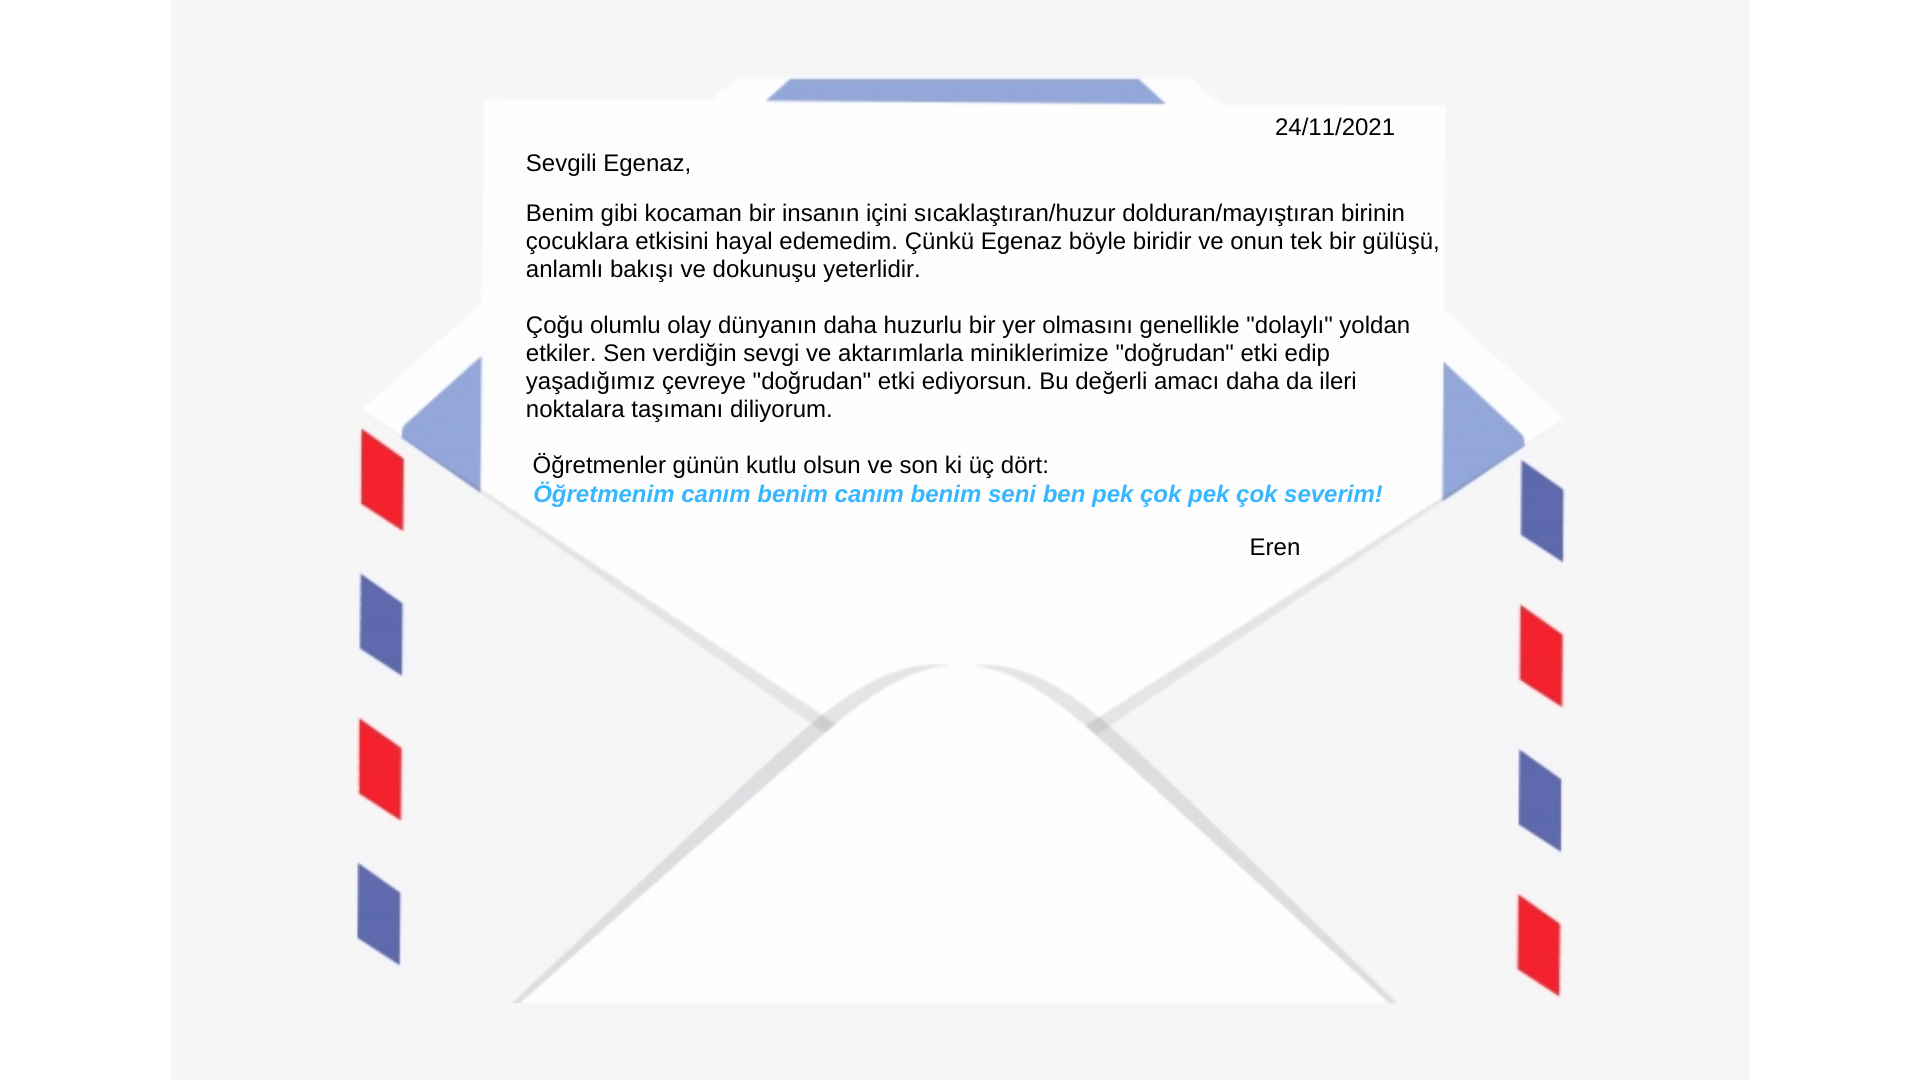 24/11/2021
Sevgili Egenaz,
Benim gibi kocaman bir insanın içini sıcaklaştıran/huzur dolduran/mayıştıran birinin
çocuklara etkisini hayal edemedim. Çünkü Egenaz böyle biridir ve onun tek bir gülüşü,
anlamlı bakışı ve dokunuşu yeterlidir.
Çoğu olumlu olay dünyanın daha huzurlu bir yer olmasını genellikle "dolaylı" yoldan
etkiler. Sen verdiğin sevgi ve aktarımlarla miniklerimize "doğrudan" etki edip
yaşadığımız çevreye "doğrudan" etki ediyorsun. Bu değerli amacı daha da ileri
noktalara taşımanı diliyorum.
Öğretmenler günün kutlu olsun ve son ki üç dört:
Öğretmenim canım benim canım benim seni ben pek çok pek çok severim!
Eren